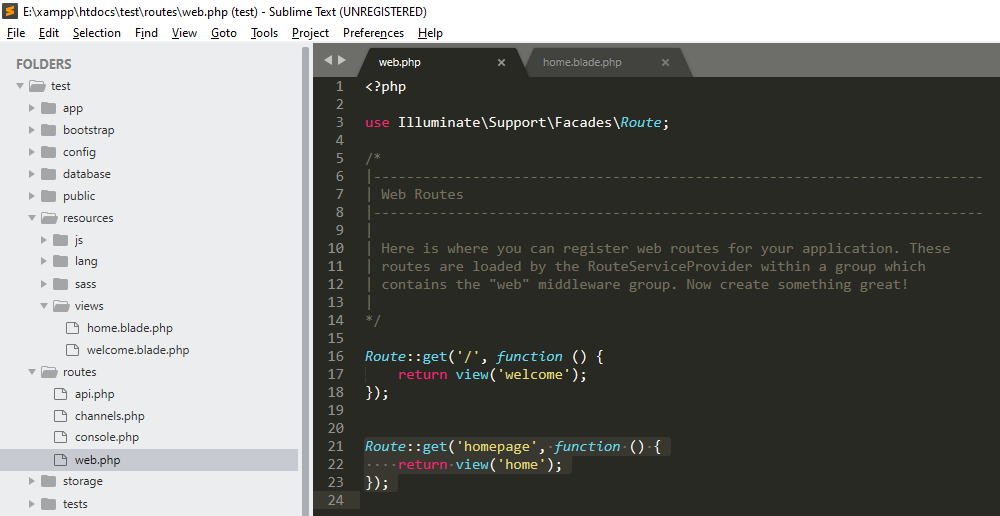 E:\xampp\htdocs\test\routes\web.php (test) - Sublime Text (UNREGISTERED)
File Edit Selection Find View Goto Tools Project Preferences Help
FOLDERS
test
app
bootstrap
config
database
public
resources
js
lang
sass
views
home.blade.php
welcome.blade.php
routes
api.php
channels.php
console.php
web.php
storage
tests
web.php × home.blade.php ×
1 <?php
2
3 use Illuminate\Support\Facades\Route;
4
5 /*
6 |--------------------------------------------------------------------------
7 | Web Routes
8 |--------------------------------------------------------------------------
9 |
10 | Here is where you can register web routes for your application. These
11 | routes are loaded by the RouteServiceProvider within a group which
12 | contains the "web" middleware group. Now create something great!
13 |
14 */
15
16 Route::get('/', function () {
17     return view('welcome');
18 });
19
20
21 Route::get('homepage', function () {
22     return view('home');
23 });
24